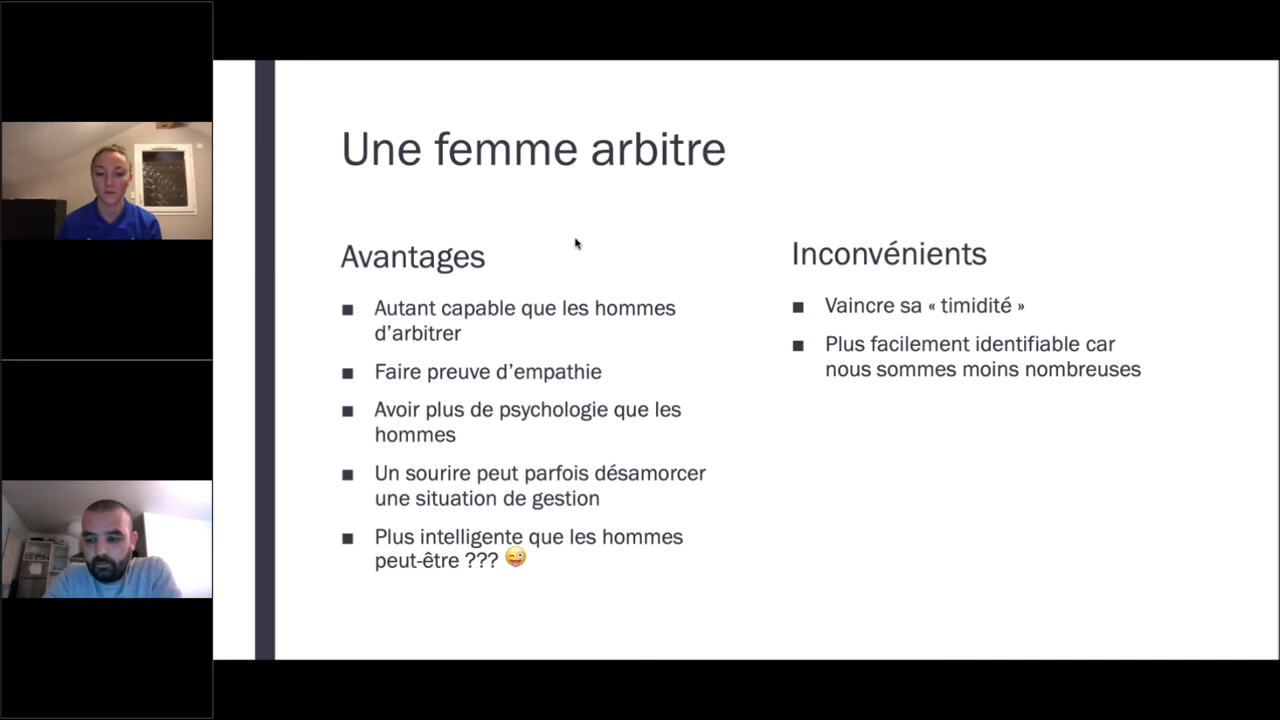 Une femme arbitre
Avantages
■ Autant capable que les hommes
d’arbitrer
■ Faire preuve d’empathie
■ Avoir plus de psychologie que les
hommes
■ Un sourire peut parfois désamorcer
une situation de gestion
■ Plus intelligente que les hommes
peut-être ??? 😜
Inconvénients
■ Vaincre sa « timidité »
■ Plus facilement identifiable car
nous sommes moins nombreuses